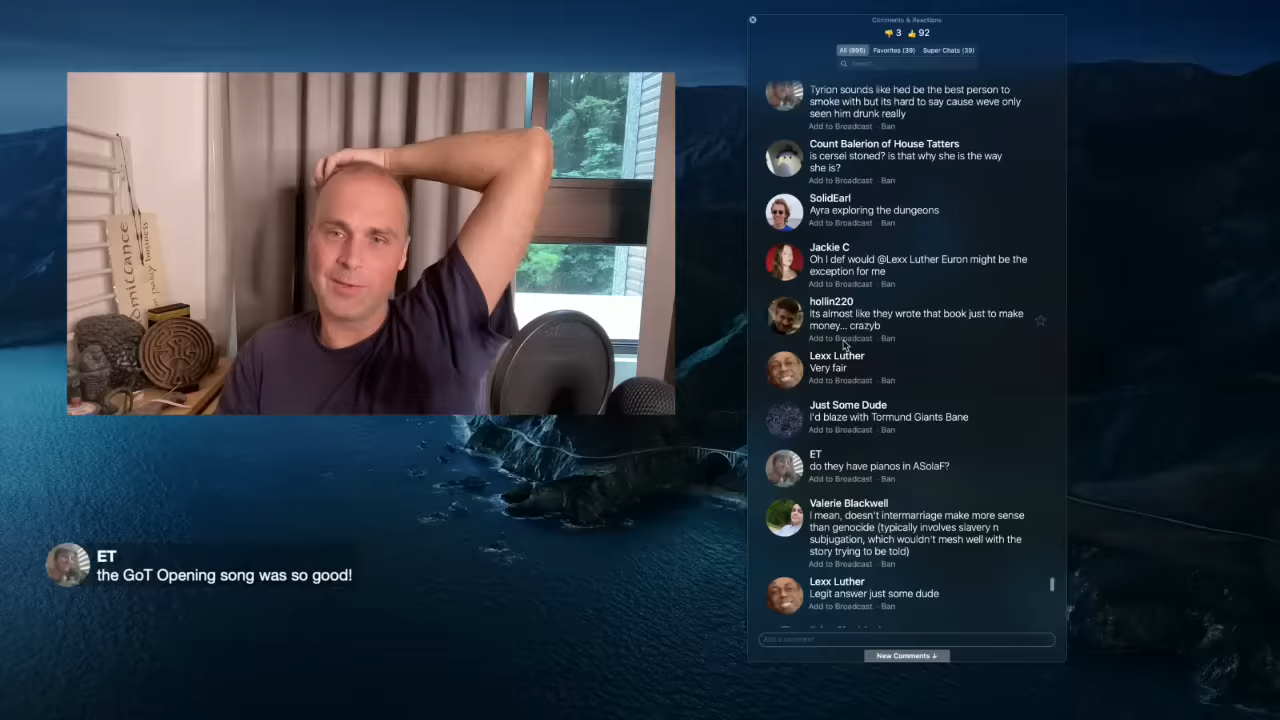 OMICCANCE
in palsy business
ET
the GoT Opening song was so good!
Comments & Reactions
3 92
All (995) Favorites (39) Super Chats (39)
Search
Tyrion sounds like hed be the best person to
smoke with but its hard to say cause weve only
seen him drunk really
Add to Broadcast · Ban
Count Balerion of House Tatters
is cersei stoned? is that why she is the way
she is?
Add to Broadcast · Ban
SolidEarl
Ayra exploring the dungeons
Add to Broadcast · Ban
Jackie C
Oh I def would @Lexx Luther Euron might be the
exception for me
Add to Broadcast · Ban
hollin220
Its almost like they wrote that book just to make
money... crazyb
Add to Broadcast · Ban
Lexx Luther
Very fair
Add to Broadcast · Ban
Just Some Dude
I'd blaze with Tormund Giants Bane
Add to Broadcast · Ban
ET
do they have pianos in ASoIaF?
Add to Broadcast · Ban
Valerie Blackwell
I mean, doesn't intermarriage make more sense
than genocide (typically involves slavery n
subjugation, which wouldn't mesh well with the
story trying to be told)
Add to Broadcast · Ban
Lexx Luther
Legit answer just some dude
Add to Broadcast · Ban
Add a comment
New Comments ↓